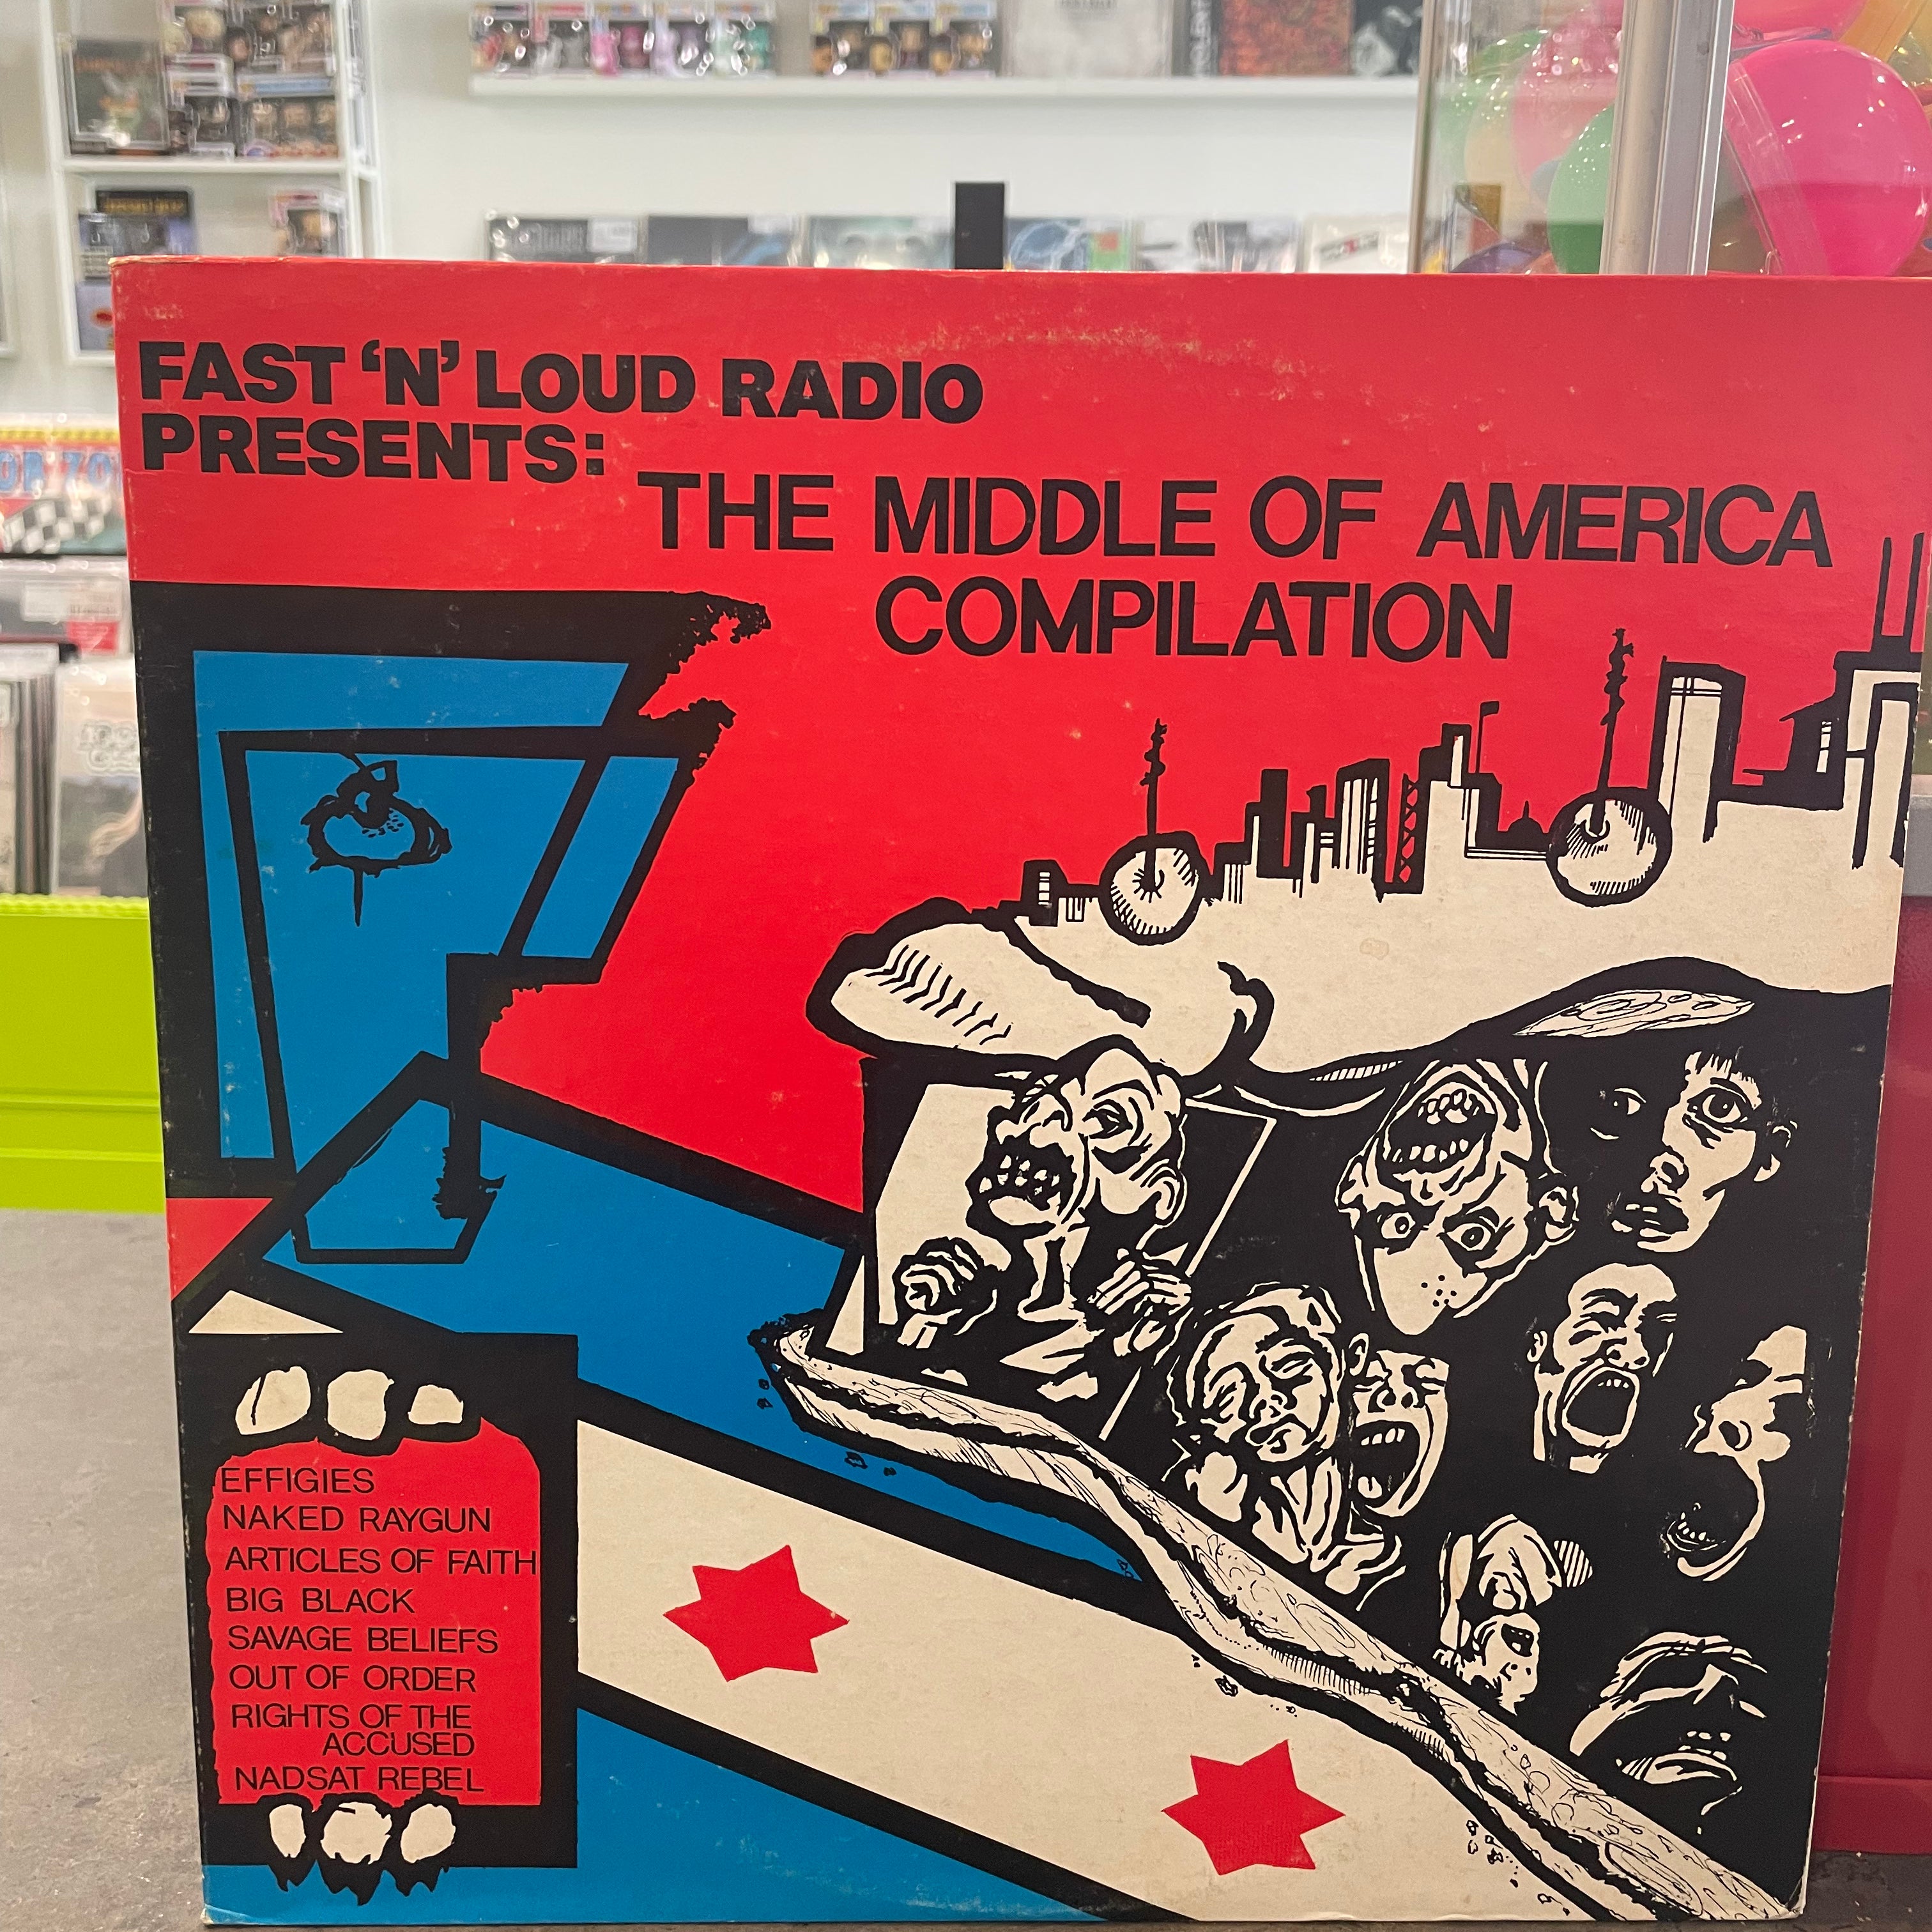 FAST 'N' LOUD RADIO
PRESENTS:
THE MIDDLE OF AMERICA
COMPILATION
EFFIGIES
NAKED RAYGUN
ARTICLES OF FAITH
BIG BLACK
SAVAGE BELIEFS
OUT OF ORDER
RIGHTS OF THE
ACCUSED
NADSAT REBEL